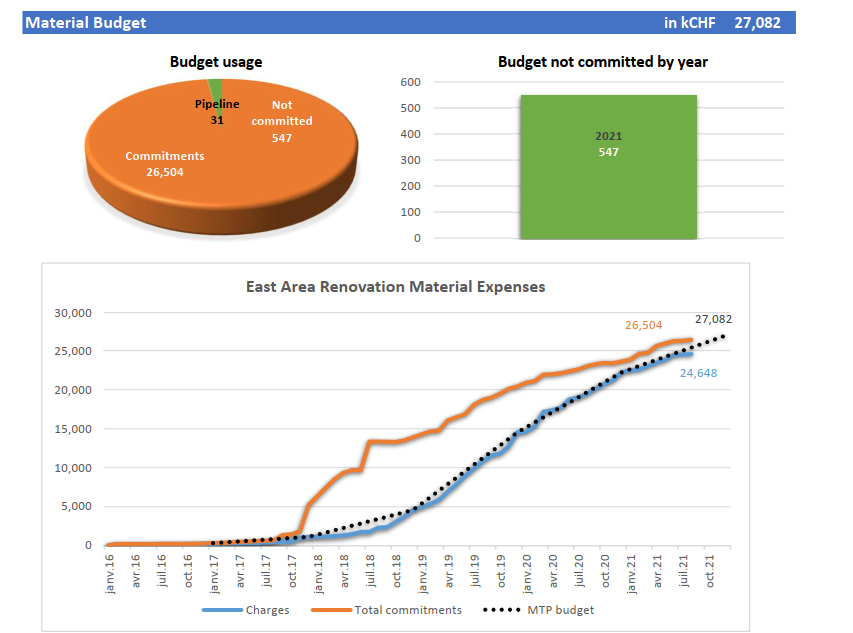 Material Budget in kCHF 27,082
Budget usage
Pipeline
31
Not
committed
547
Commitments
26,504
Budget not committed by year
600
500
400
300
200
100
0
2021
547
East Area Renovation Material Expenses
30,000
25,000
20,000
15,000
10,000
5,000
0
26,504
27,082
24,648
janv.16
avr.16
juil.16
oct.16
janv.17
avr.17
juil.17
oct.17
janv.18
avr.18
juil.18
oct.18
janv.19
avr.19
juil.19
oct.19
janv.20
avr.20
juil.20
oct.20
janv.21
avr.21
juil.21
oct.21
Charges Total commitments MTP budget